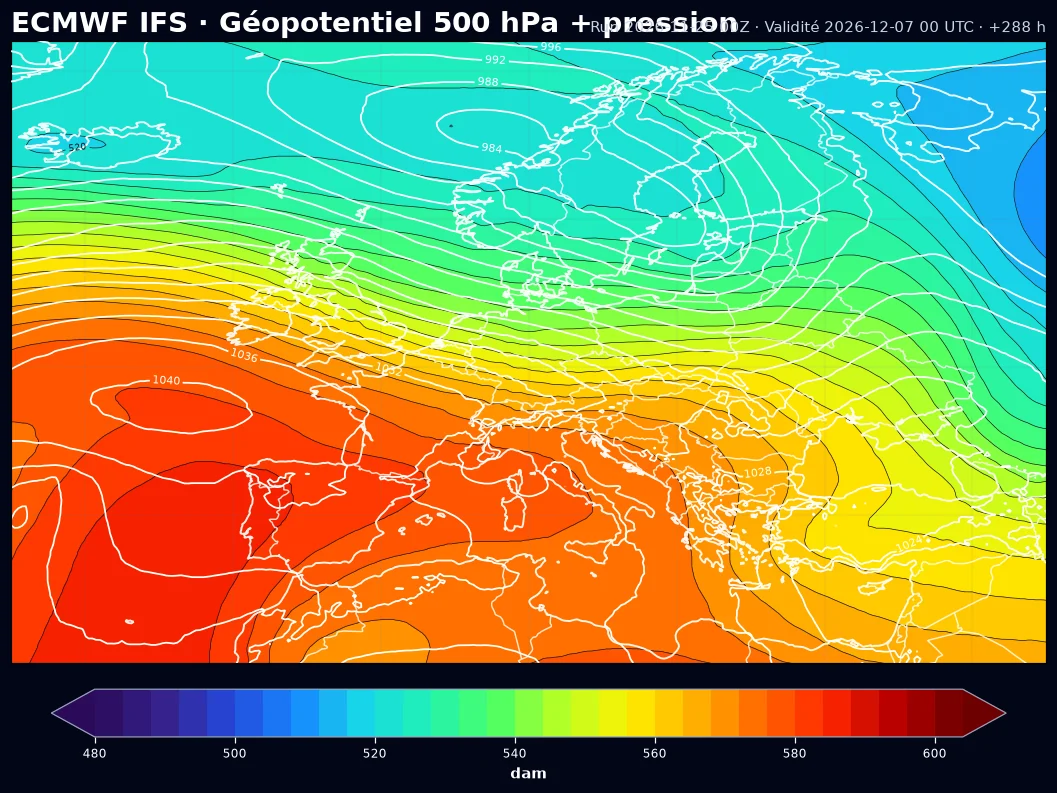 ECMWF IFS · Géopotentiel 500 hPa + pression
Validité 2026-12-07 00 UTC · +288 h
996
992
988
984
520
1036
1032
1040
1028
1024
480 500 520 540 560 580 600
dam